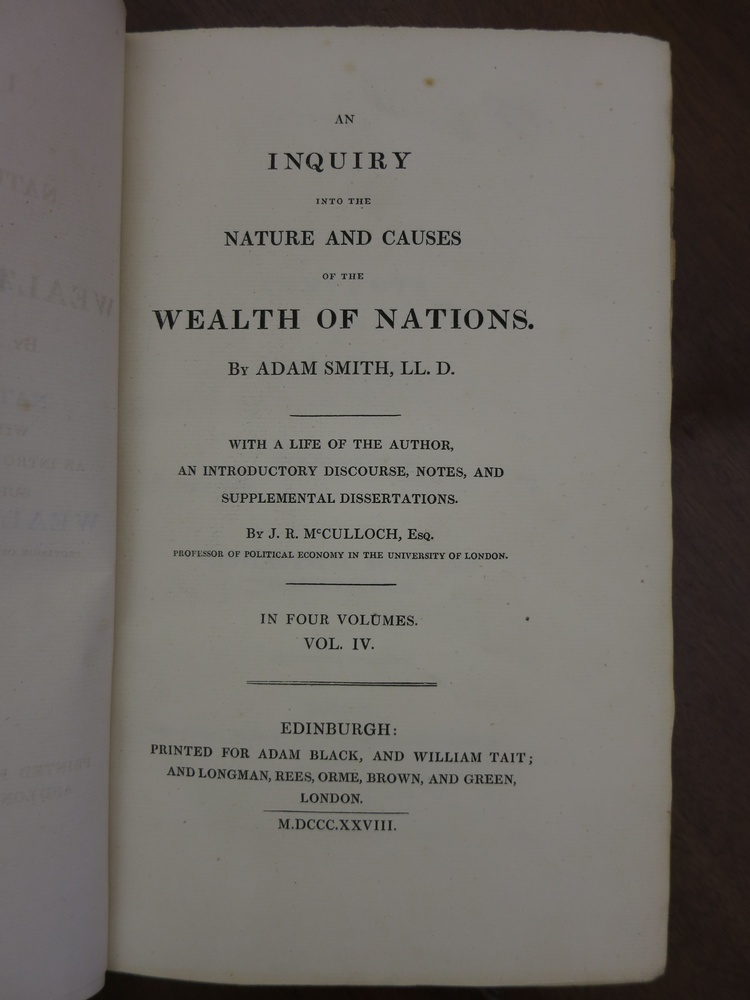 AN
INQUIRY
INTO THE
NATURE AND CAUSES
OF THE
WEALTH OF NATIONS.
By ADAM SMITH, LL. D.
WITH A LIFE OF THE AUTHOR,
AN INTRODUCTORY DISCOURSE, NOTES, AND
SUPPLEMENTAL DISSERTATIONS.
By J. R. McCULLOCH, Esq.
PROFESSOR OF POLITICAL ECONOMY IN THE UNIVERSITY OF LONDON.
IN FOUR VOLUMES.
VOL. IV.
EDINBURGH:
PRINTED FOR ADAM BLACK, AND WILLIAM TAIT;
AND LONGMAN, REES, ORME, BROWN, AND GREEN,
LONDON.
M.DCCC.XXVIII.